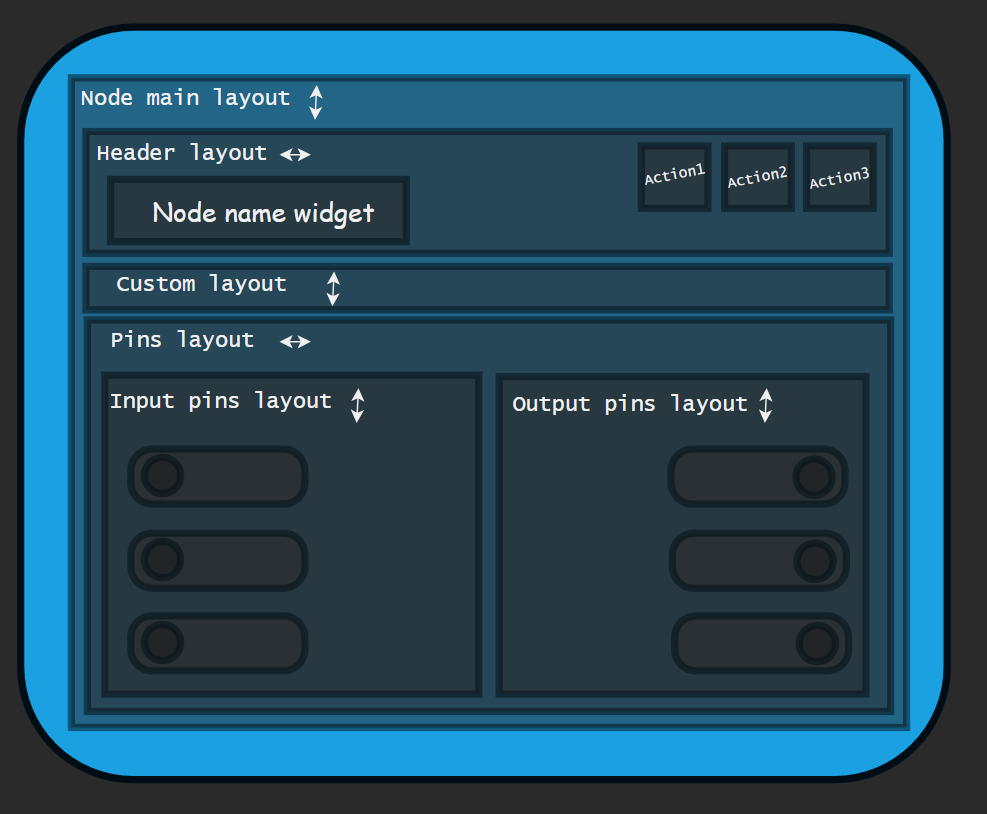 Node main layout
Header layout
Action1
Action2
Action3
Node name widget
Custom layout
Pins layout
Input pins layout
Output pins layout